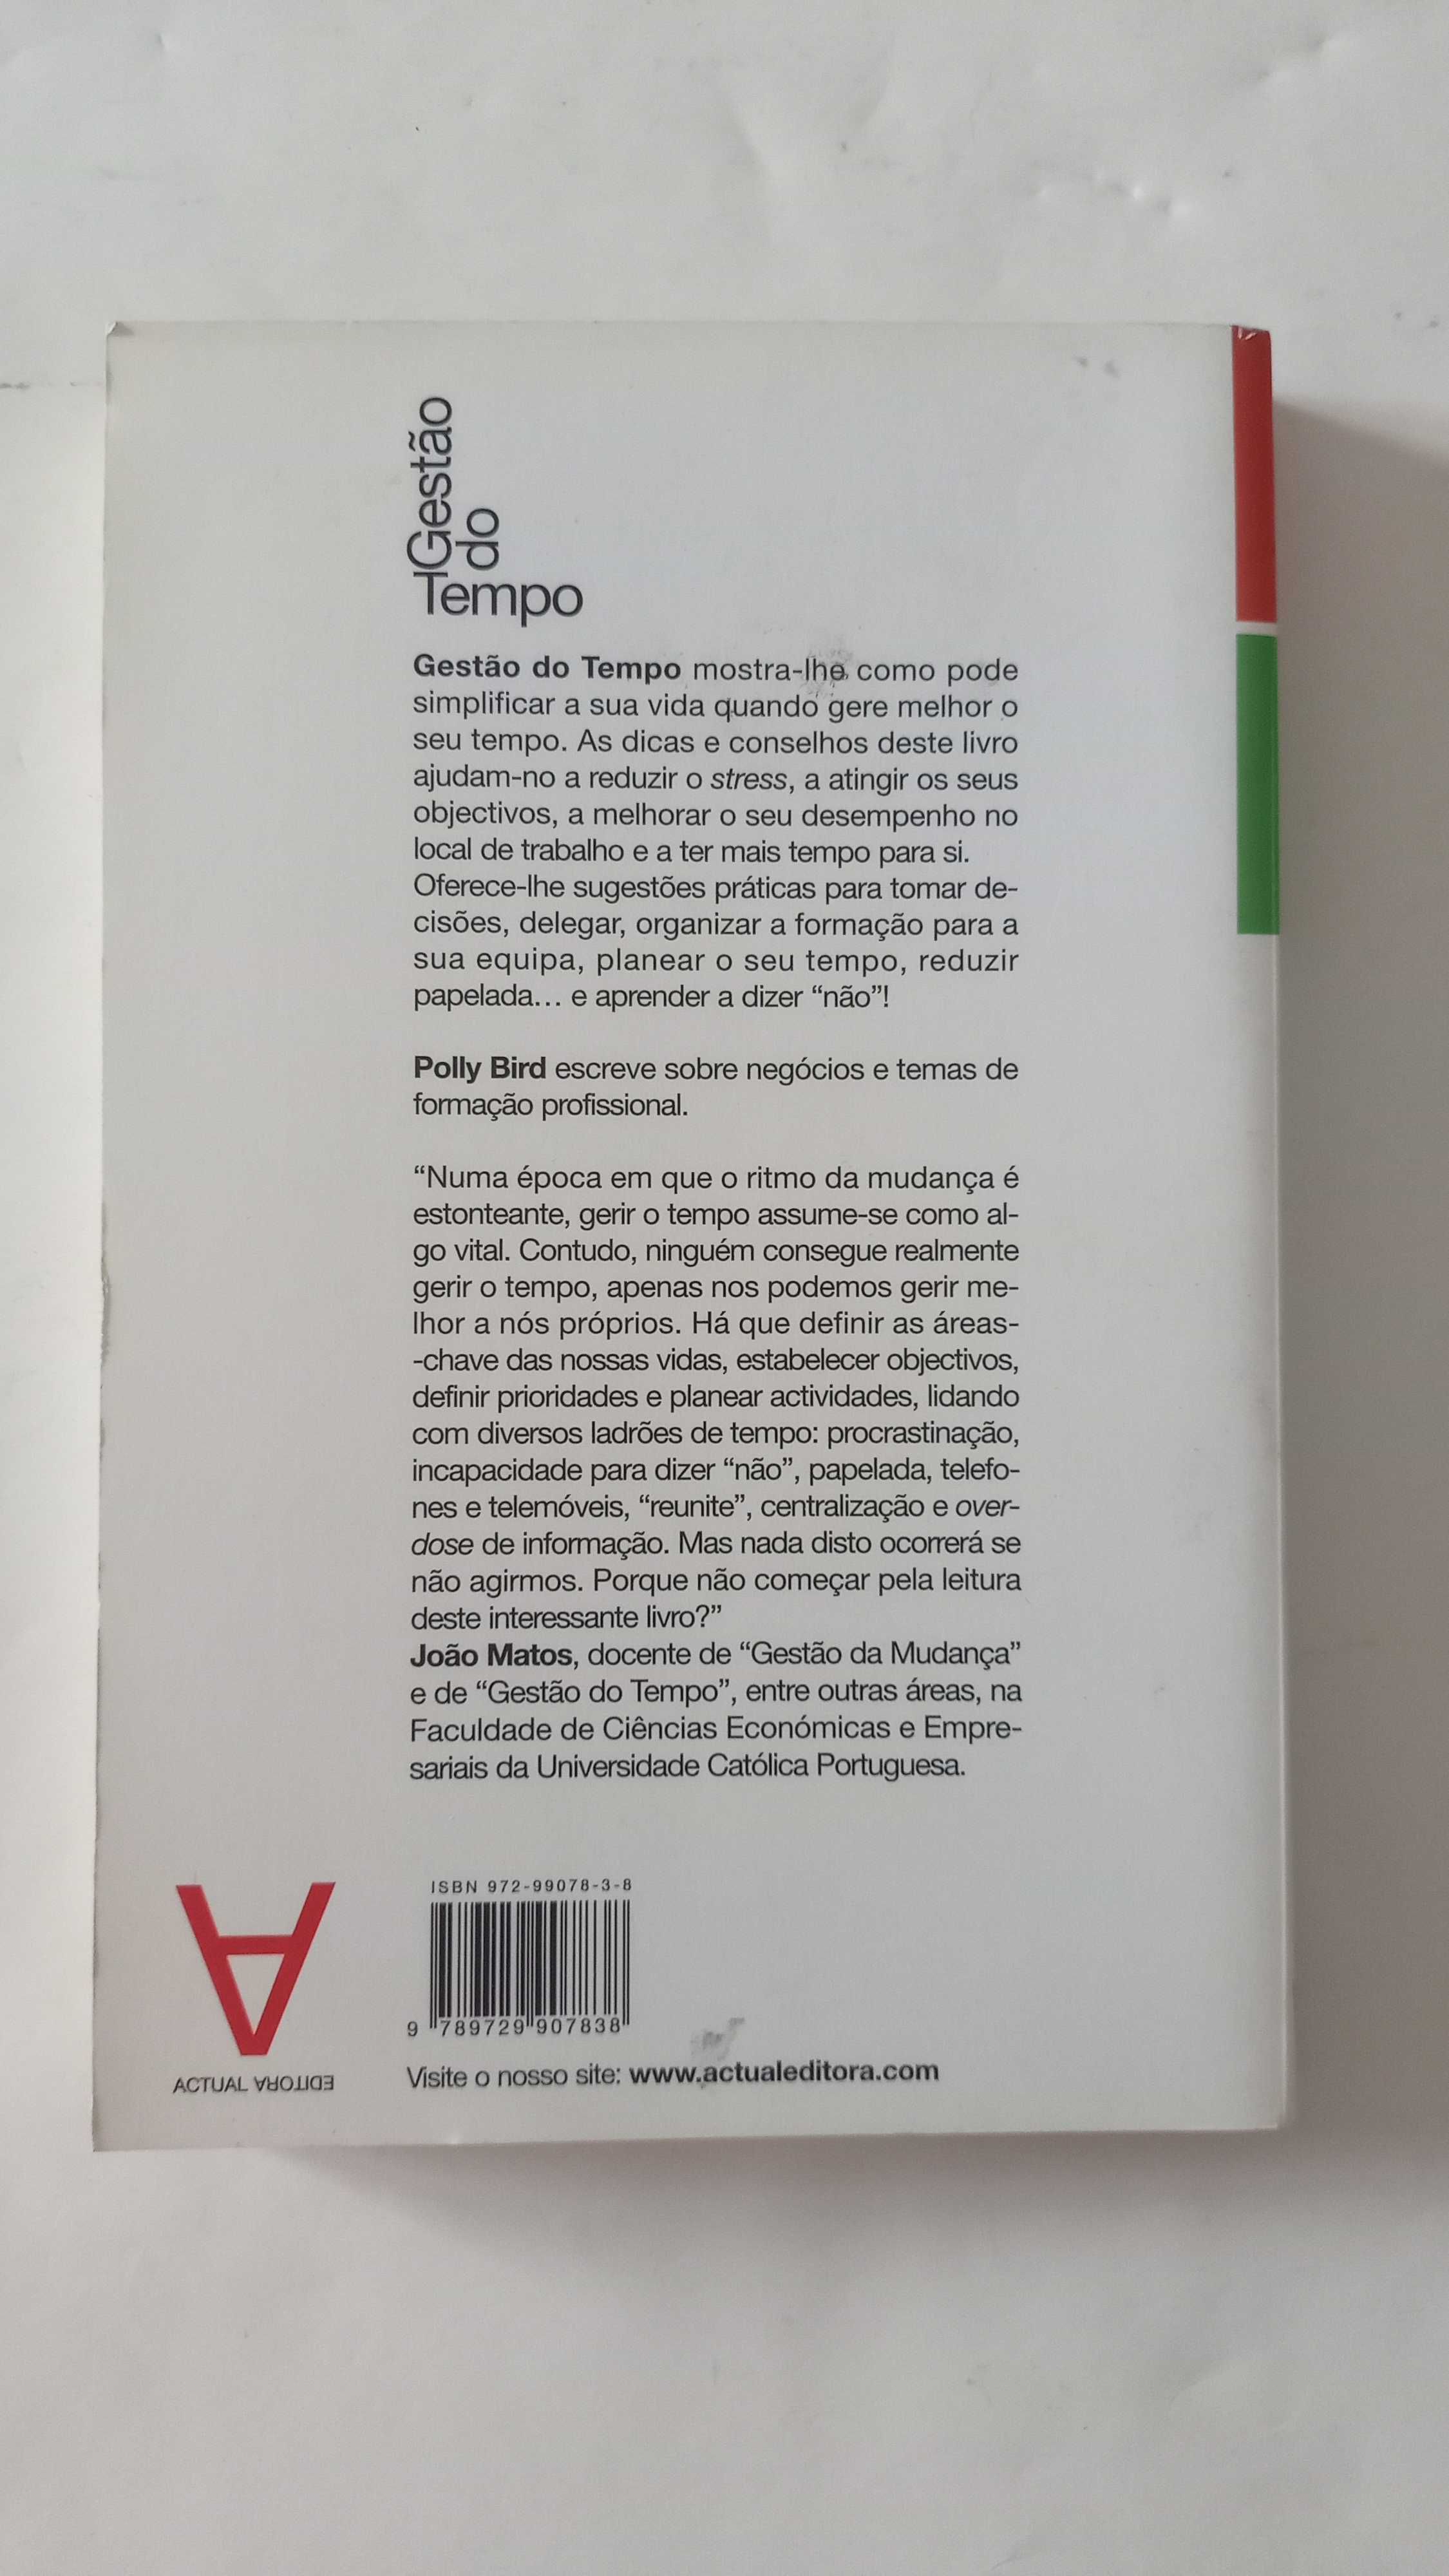 Gestão
do
Tempo
Gestão do Tempo mostra-lhe como pode
simplificar a sua vida quando gere melhor o
seu tempo. As dicas e conselhos deste livro
ajudam-no a reduzir o stress, a atingir os seus
objectivos, a melhorar o seu desempenho no
local de trabalho e a ter mais tempo para si.
Oferece-lhe sugestões práticas para tomar de-
cisões, delegar, organizar a formação para a
sua equipa, planear o seu tempo, reduzir
papelada... e aprender a dizer “não”!
Polly Bird escreve sobre negócios e temas de
formação profissional.
“Numa época em que o ritmo da mudança é
estonteante, gerir o tempo assume-se como al-
go vital. Contudo, ninguém consegue realmente
gerir o tempo, apenas nos podemos gerir me-
lhor a nós próprios. Há que definir as áreas-
-chave das nossas vidas, estabelecer objectivos,
definir prioridades e planear actividades, lidando
com diversos ladrões de tempo: procrastinação,
incapacidade para dizer “não”, papelada, telefo-
nes e telemóveis, “reunite”, centralização e over-
dose de informação. Mas nada disto ocorrerá se
não agirmos. Porque não começar pela leitura
deste interessante livro?”
João Matos, docente de “Gestão da Mudança”
e de “Gestão do Tempo”, entre outras áreas, na
Faculdade de Ciências Económicas e Empre-
sariais da Universidade Católica Portuguesa.
A
ACTUAL EDITORA
ISBN 972-99078-3-8
9 789729 907838
Visite o nosso site: www.actualeditora.com